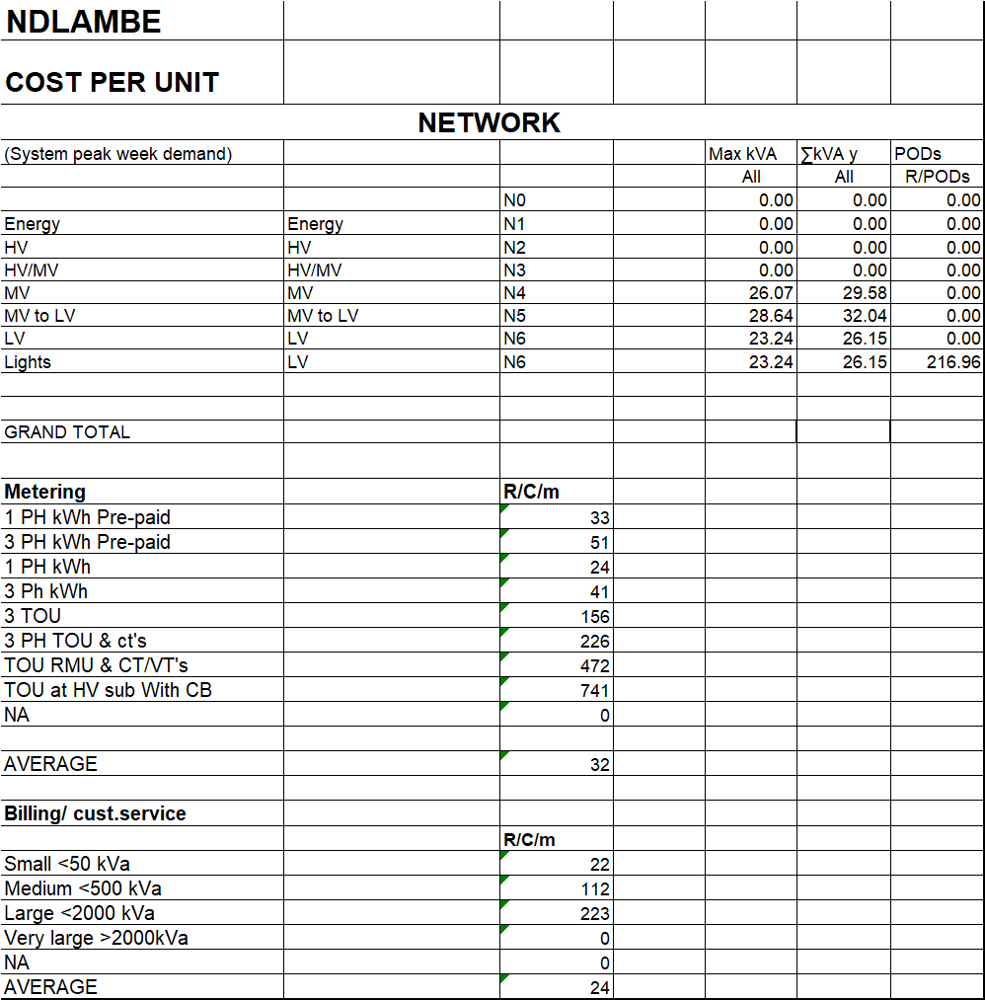 NDLAMBE
COST PER UNIT
NETWORK
(System peak week demand) Max kVA ∑kVA y PODs
All All R/PODs
N0 0.00 0.00 0.00
Energy Energy N1 0.00 0.00 0.00
HV HV N2 0.00 0.00 0.00
HV/MV HV/MV N3 0.00 0.00 0.00
MV MV N4 26.07 29.58 0.00
MV to LV MV to LV N5 28.64 32.04 0.00
LV LV N6 23.24 26.15 0.00
Lights LV N6 23.24 26.15 216.96
GRAND TOTAL
Metering R/C/m
1 PH kWh Pre-paid 33
3 PH kWh Pre-paid 51
1 PH kWh 24
3 Ph kWh 41
3 TOU 156
3 PH TOU & ct's 226
TOU RMU & CT/VT's 472
TOU at HV sub With CB 741
NA 0
AVERAGE 32
Billing/ cust.service
R/C/m
Small <50 kVa 22
Medium <500 kVa 112
Large <2000 kVa 223
Very large >2000kVa 0
NA 0
AVERAGE 24